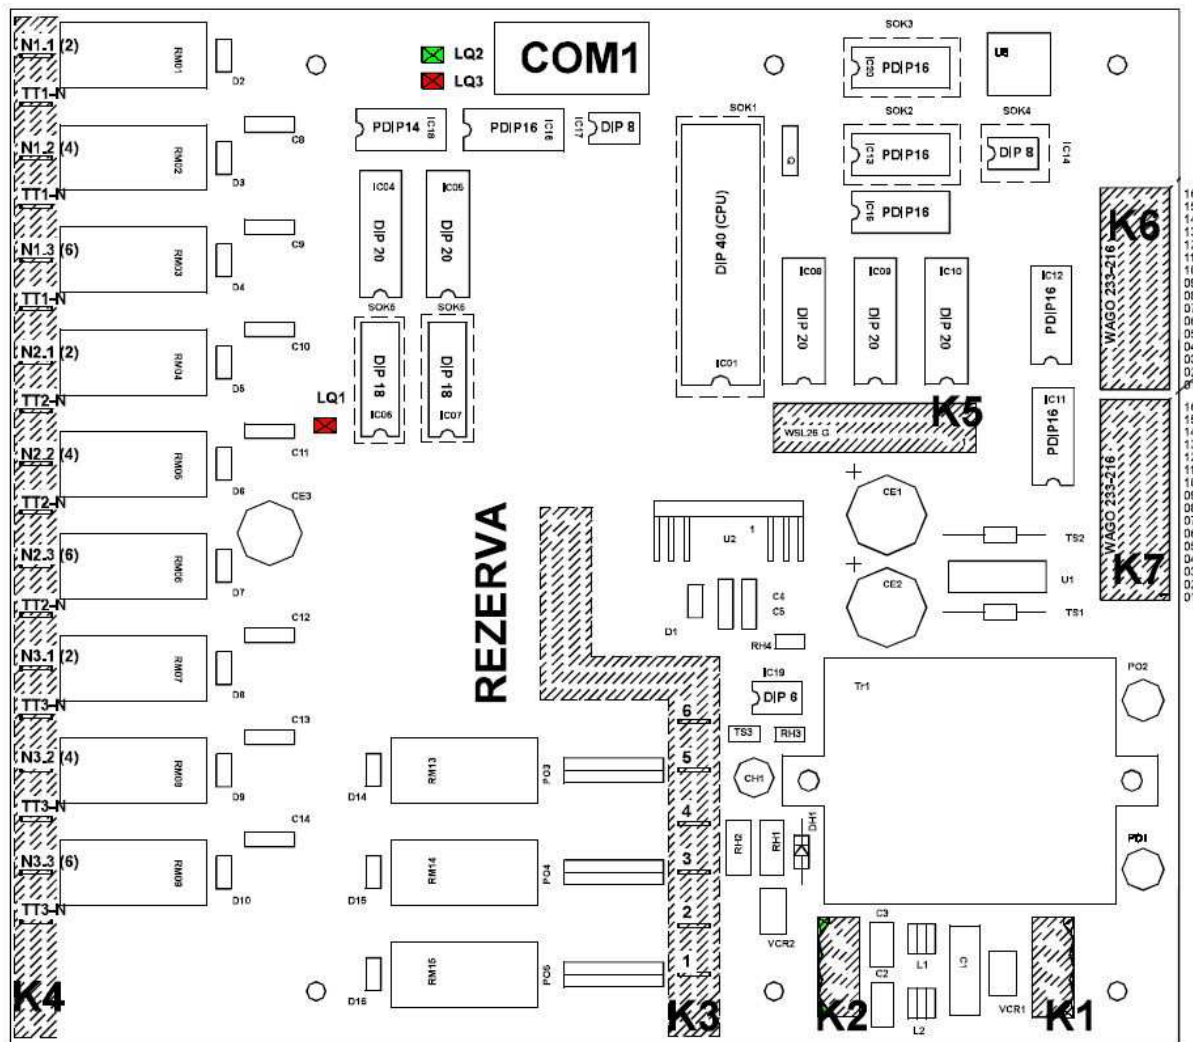 N1.1 (2)
RM01
D2
LQ2
LQ3
COM1
SOK3
IC20
PDIP16
TT1-N
C8
PDIP14
IC18
PDIP16
IC16
IC17
DIP 8
SOK1
Q
SOK2
IC13
PDIP16
SOK4
DIP 8
IC14
N1.2 (4)
RM02
D3
TT1-N
IC04
DIP 20
DIP 20
IC15
PDIP16
K6
WAGO 233-216
C9
N1.3 (6)
RM03
D4
DIP 40 (CPU)
IC01
IC08
DIP 20
IC09
DIP 20
IC10
DIP 20
IC12
PDIP16
TT1-N
SOK5
C10
N2.1 (2)
RM04
D5
DIP 18
IC06
DIP 18
IC07
LQ1
TT2-N
K5
WSL26 G
IC11
PDIP16
C11
N2.2 (4)
RM05
D6
CE3
CE1
WAGO 233-216
K7
TT2-N
REZERVA
U2
1
TS2
N2.3 (6)
RM06
D7
CE2
U1
C4
C5
TS1
TT2-N
C12
D1
RH4
N3.1 (2)
RM07
D8
IC19
DIP 6
Tr1
PO2
TT3-N
C13
6
TS3
RH3
N3.2 (4)
RM08
D9
D14
RM13
PO3
5
CH1
TT3-N
C14
4
RH2
RH1
DH1
N3.3 (6)
RM09
D10
D15
RM14
PO4
3
TT3-N
2
VCR2
C3
L1
C1
D16
RM15
PO5
1
C2
L2
VCR1
K4
K3
K2
K1